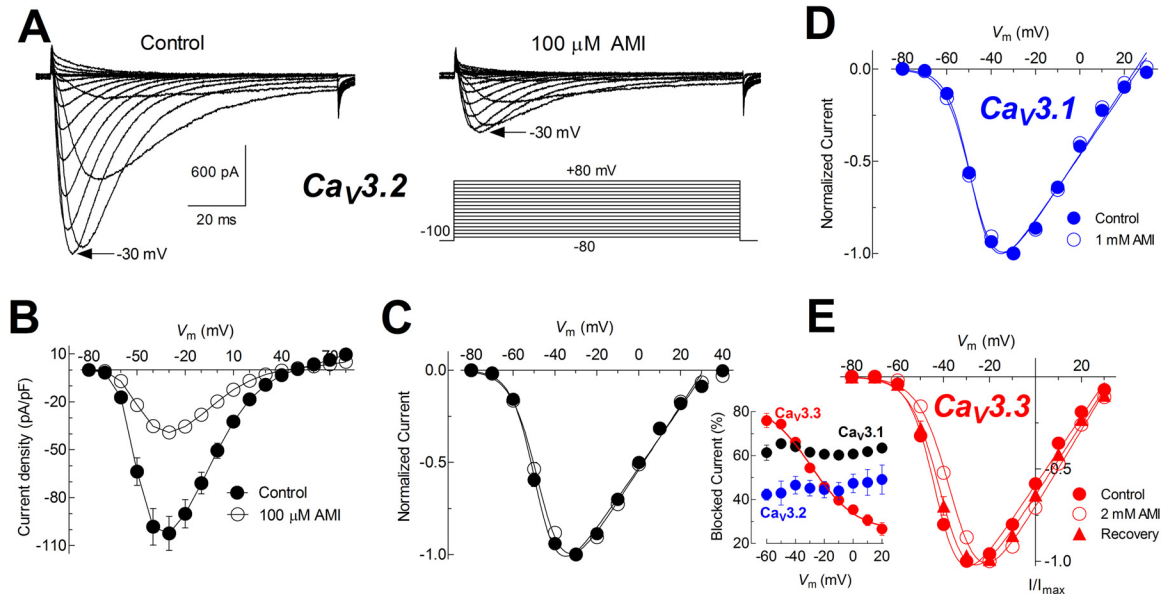 A
Control
100 μM AMI
-30 mV
-30 mV
600 pA
20 ms
CaV3.2
+80 mV
-100
-80
B
Vm (mV)
-80 -50 -20 10 40 70
10
-20
-50
-80
-110
Current density (pA/pF)
Control
100 μM AMI
C
Vm (mV)
-80 -60 -40 -20 0 20 40
0.0
-0.5
-1.0
Normalized Current
D
Vm (mV)
-80 -60 -40 -20 0 20
0.0
-0.5
-1.0
Normalized Current
CaV3.1
Control
1 mM AMI
E
Vm (mV)
-80 -60 -40 -20 0 20
CaV3.3
-0.5
-1.0
I/Imax
Control
2 mM AMI
Recovery
80
60
40
20
Blocked Current (%)
CaV3.3
CaV3.1
CaV3.2
-60 -40 -20 0 20
Vm (mV)